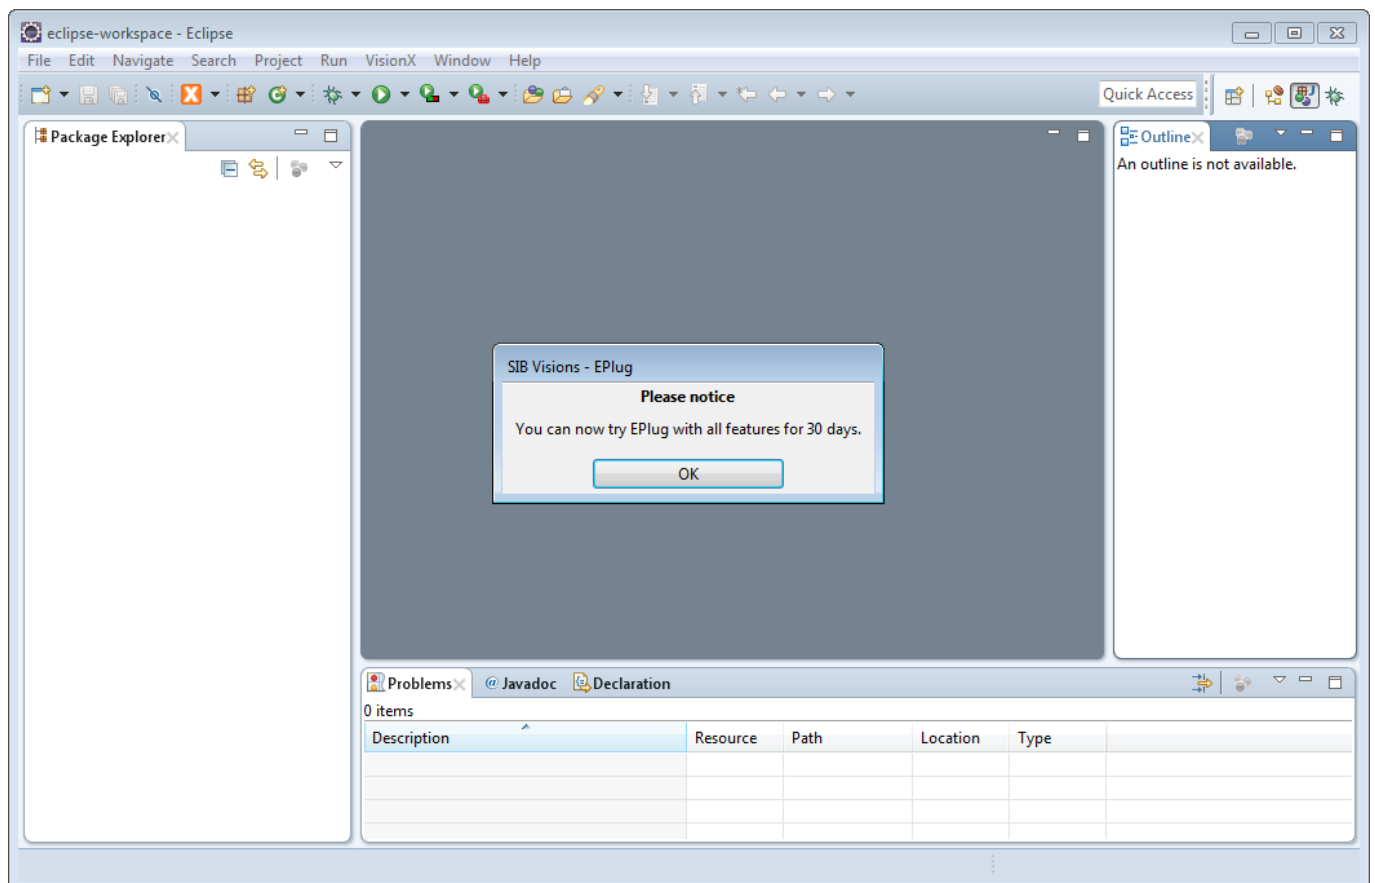 eclipse-workspace - Eclipse
File Edit Navigate Search Project Run VisionX Window Help
Quick Access
Package Explorer
Outline
An outline is not available.
SIB Visions - EPlug
Please notice
You can now try EPlug with all features for 30 days.
OK
Problems @ Javadoc Declaration
0 items
Description Resource Path Location Type